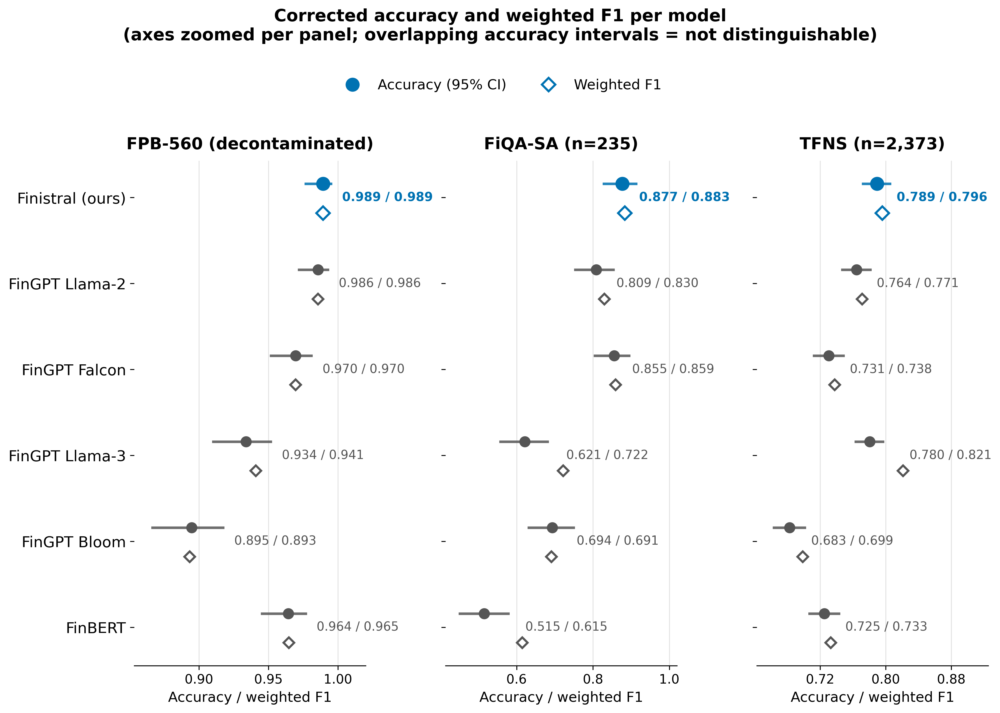 Corrected accuracy and weighted F1 per model
(axes zoomed per panel; overlapping accuracy intervals = not distinguishable)
Accuracy (95% CI)
Weighted F1
FPB-560 (decontaminated)
FiQA-SA (n=235)
TFNS (n=2,373)
Finistral (ours)
0.989 / 0.989
0.877 / 0.883
0.789 / 0.796
FinGPT Llama-2
0.986 / 0.986
0.809 / 0.830
0.764 / 0.771
FinGPT Falcon
0.970 / 0.970
0.855 / 0.859
0.731 / 0.738
FinGPT Llama-3
0.934 / 0.941
0.621 / 0.722
0.780 / 0.821
FinGPT Bloom
0.895 / 0.893
0.694 / 0.691
0.683 / 0.699
FinBERT
0.964 / 0.965
0.515 / 0.615
0.725 / 0.733
0.90 0.95 1.00
0.6 0.8 1.0
0.72 0.80 0.88
Accuracy / weighted F1
Accuracy / weighted F1
Accuracy / weighted F1